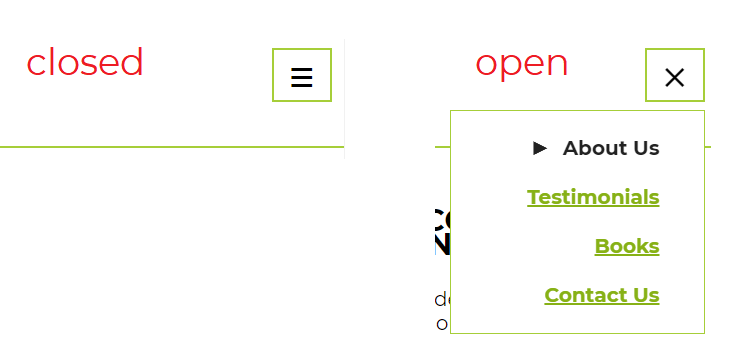 closed
open
About Us
Testimonials
Books
Contact Us